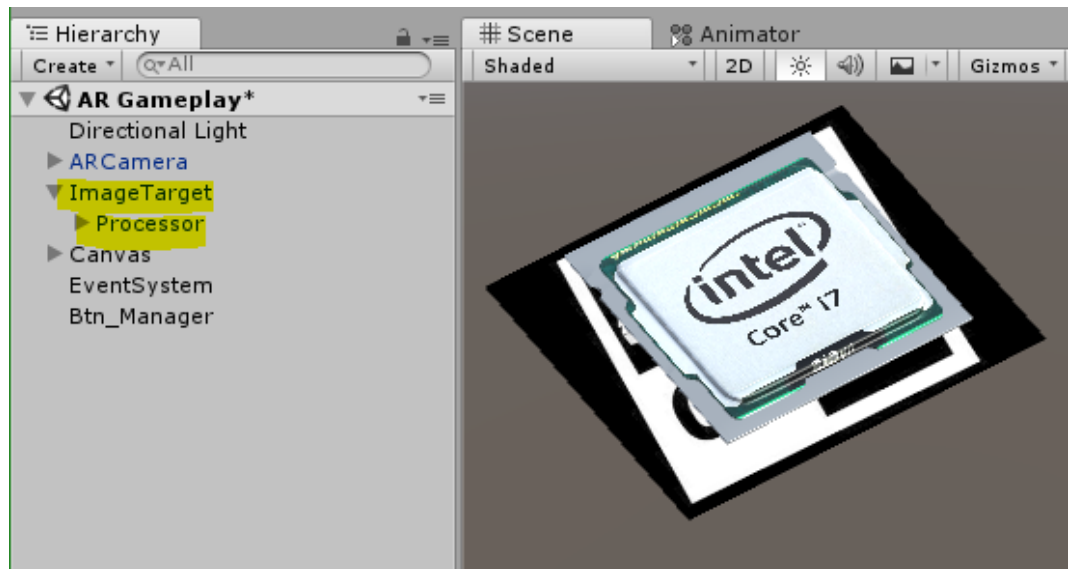 Hierarchy
Create
All
AR Gameplay*
Directional Light
ARCamera
ImageTarget
Processor
Canvas
EventSystem
Btn_Manager
# Scene
Animator
Shaded
2D
Gizmos
intel
Core™ i7